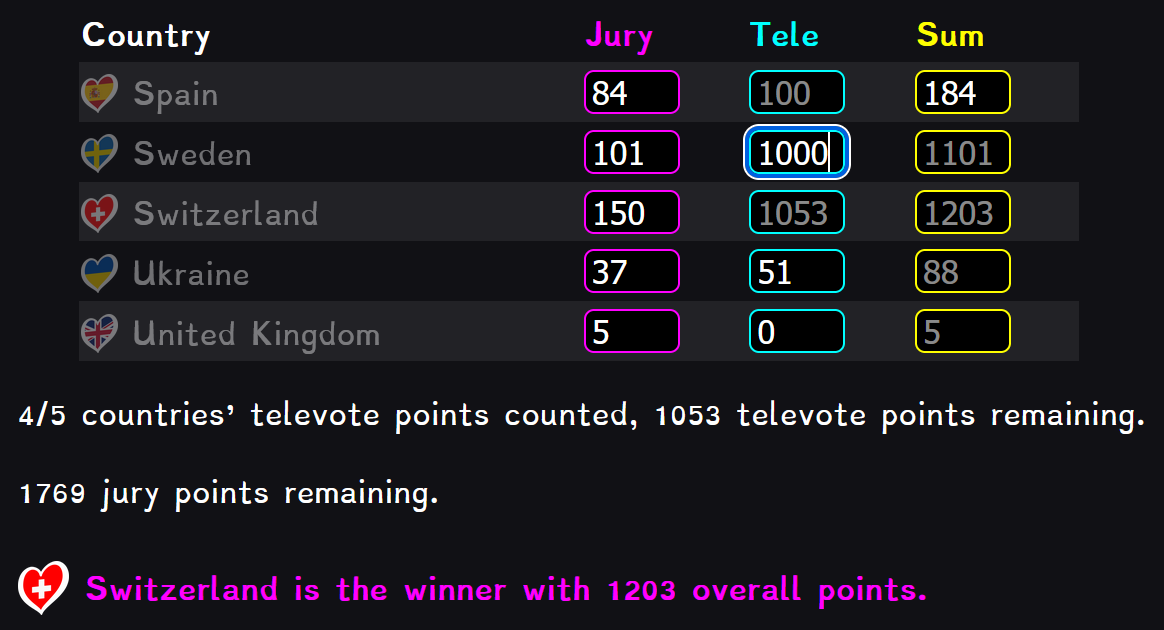 Country Jury Tele Sum
Spain 84 100 184
Sweden 101 1000 1101
Switzerland 150 1053 1203
Ukraine 37 51 88
United Kingdom 5 0 5
4/5 countries’ televote points counted, 1053 televote points remaining.
1769 jury points remaining.
Switzerland is the winner with 1203 overall points.